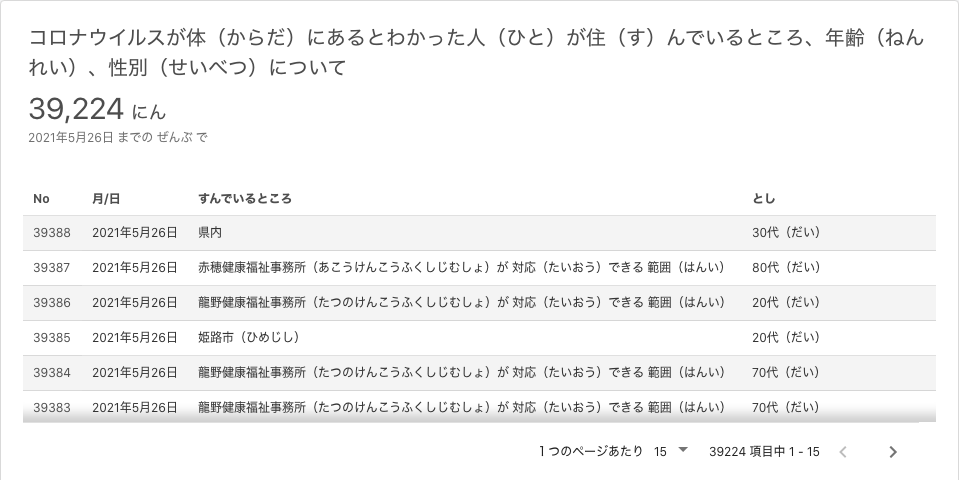 コロナウイルスが体（からだ）にあるとわかった人（ひと）が住（す）んでいるところ、年齢（ねん
れい）、性別（せいべつ）について
39,224 にん
2021年5月26日 までの ぜんぶ で
No 月/日 すんでいるところ とし
39388 2021年5月26日 県内 30代（だい）
39387 2021年5月26日 赤穂健康福祉事務所（あこうけんこうふくしじむしょ）が 対応（たいおう）できる 範囲（はんい） 80代（だい）
39386 2021年5月26日 龍野健康福祉事務所（たつのけんこうふくしじむしょ）が 対応（たいおう）できる 範囲（はんい） 20代（だい）
39385 2021年5月26日 姫路市（ひめじし） 20代（だい）
39384 2021年5月26日 龍野健康福祉事務所（たつのけんこうふくしじむしょ）が 対応（たいおう）できる 範囲（はんい） 70代（だい）
39383 2021年5月26日 龍野健康福祉事務所（たつのけんこうふくしじむしょ）が 対応（たいおう）できる 範囲（はんい） 70代（だい）
1 つのページあたり 15 39224 項目中 1 - 15